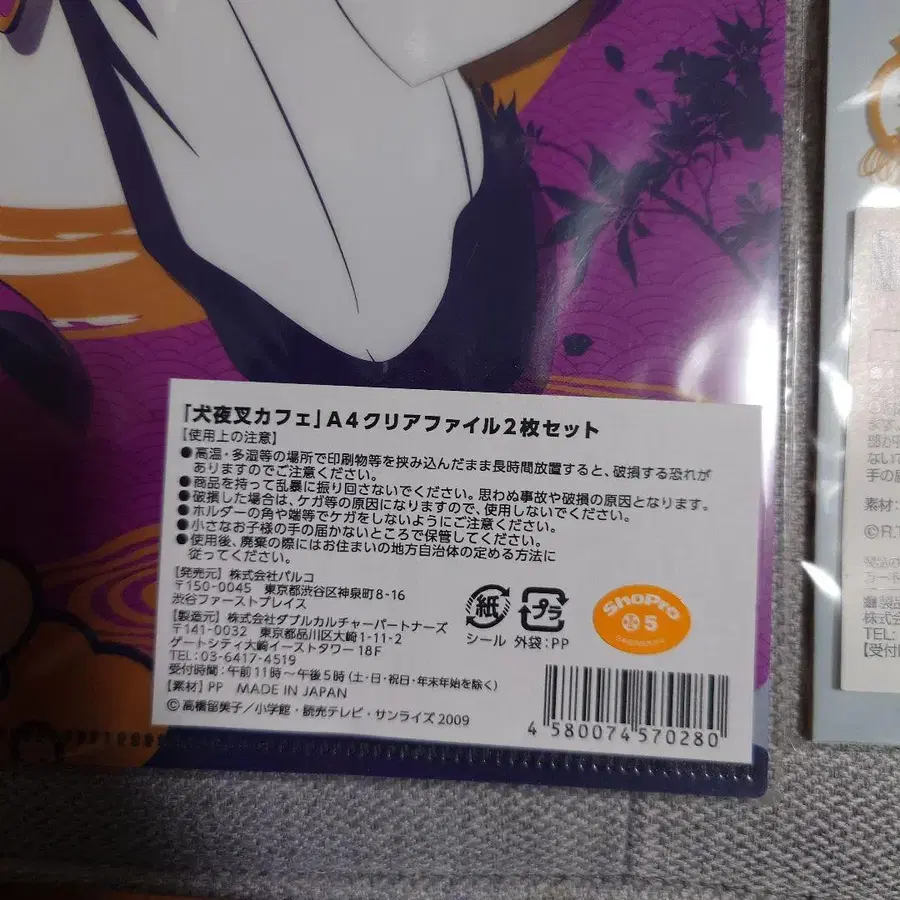 「犬夜叉カフェ」A4クリアファイル2枚セット
【使用上の注意】
●高温・多湿等の場所で印刷物等を挟み込んだまま長時間放置すると、破損する恐れが
ありますのでご注意ください。
●商品を持って乱暴に振り回さないでください。思わぬ事故や破損の原因となります。
●破損した場合は、ケガ等の原因になりますので、使用しないでください。
●ホルダーの角や端等でケガをしないようにご注意ください。
●小さなお子様の手の届かないところで保管してください。
●使用後、廃棄の際にはお住まいの地方自治体の定める方法に
従ってください。
【発売元】株式会社パルコ
〒150-0045 東京都渋谷区神泉町8-16
渋谷ファーストプレイス
【製造元】株式会社ダブルカルチャーパートナーズ
〒141-0032 東京都品川区大崎1-11-2
ゲートシティ大崎イーストタワー18F
TEL:03-6417-4519
受付時間:午前11時〜午後5時(土・日・祝日・年末年始を除く)
【素材】PP MADE IN JAPAN
©高橋留美子/小学館・読売テレビ・サンライズ 2009
紙
シール
プラ
外袋:PP
ShoPro
5
4 580074 570280
ます。
ないで
手の届
素材:
©R.T
株式会
TEL:
【受付